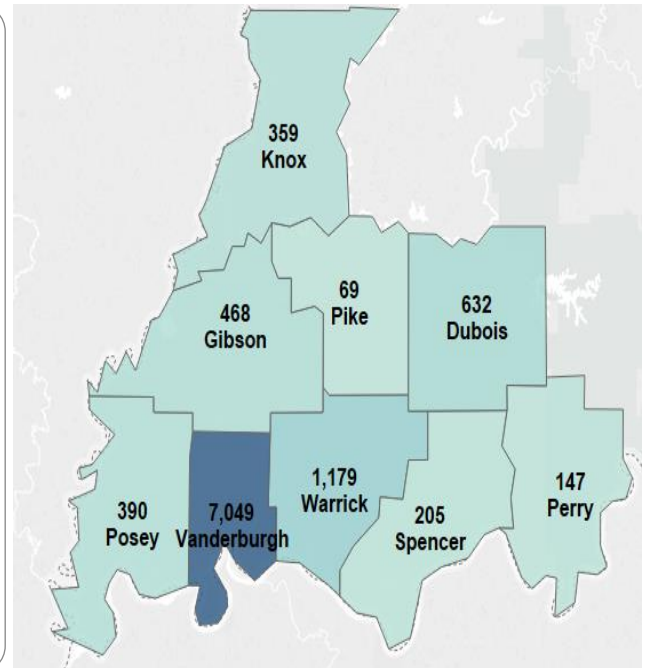 359
Knox
468
Gibson
69
Pike
632
Dubois
390
Posey
7,049
Vanderburgh
1,179
Warrick
205
Spencer
147
Perry